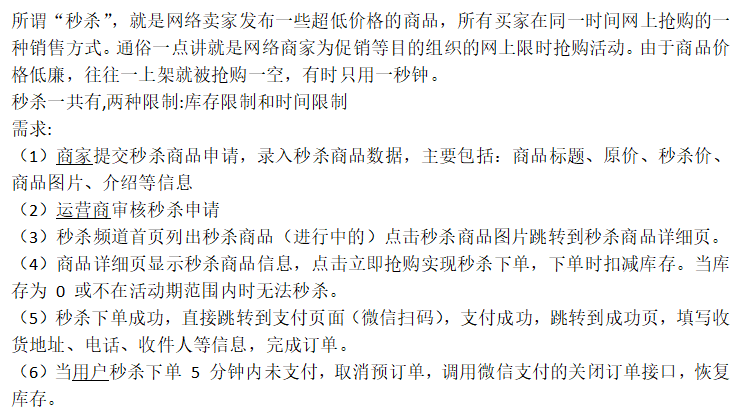 所谓“秒杀”，就是网络卖家发布一些超低价格的商品，所有买家在同一时间网上抢购的一
种销售方式。通俗一点讲就是网络商家为促销等目的组织的网上限时抢购活动。由于商品价
格低廉，往往一上架就被抢购一空，有时只用一秒钟。
秒杀一共有,两种限制:库存限制和时间限制
需求:
（1）商家提交秒杀商品申请，录入秒杀商品数据，主要包括：商品标题、原价、秒杀价、
商品图片、介绍等信息
（2）运营商审核秒杀申请
（3）秒杀频道首页列出秒杀商品（进行中的）点击秒杀商品图片跳转到秒杀商品详细页。
（4）商品详细页显示秒杀商品信息，点击立即抢购实现秒杀下单，下单时扣减库存。当库
存为 0 或不在活动期范围内时无法秒杀。
（5）秒杀下单成功，直接跳转到支付页面（微信扫码），支付成功，跳转到成功页，填写收
货地址、电话、收件人等信息，完成订单。
（6）当用户秒杀下单 5 分钟内未支付，取消预订单，调用微信支付的关闭订单接口，恢复
库存。